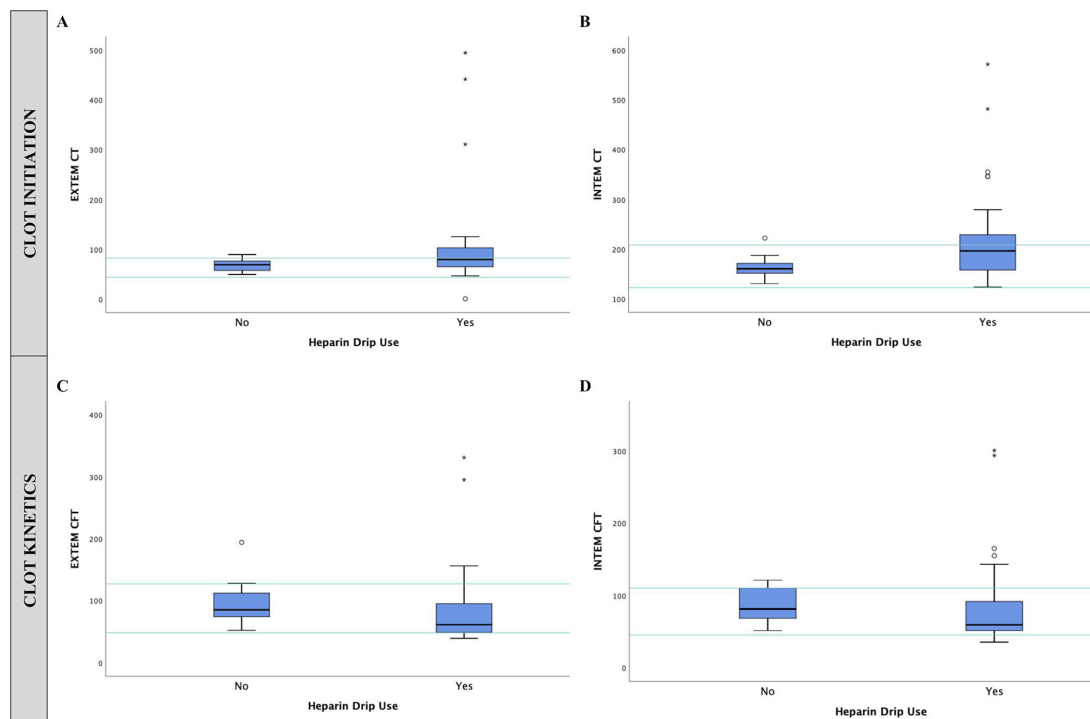 CLOT INITIATION
A
500
400
300
200
100
0
EXTEM CT
No
Yes
Heparin Drip Use
B
600
500
400
300
200
100
INTEM CT
No
Yes
Heparin Drip Use
CLOT KINETICS
C
400
300
200
100
0
EXTEM CFT
No
Yes
Heparin Drip Use
D
300
200
100
0
INTEM CFT
No
Yes
Heparin Drip Use